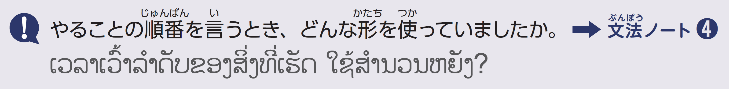 やることの順番を言うとき、どんな形を使っていましたか。 ➡ 文法ノート ❹
ເວລາເວົ້າລຳດັບຂອງສິ່ງທີ່ເຮັດ ໃຊ້ສຳນວນຫຍັງ?